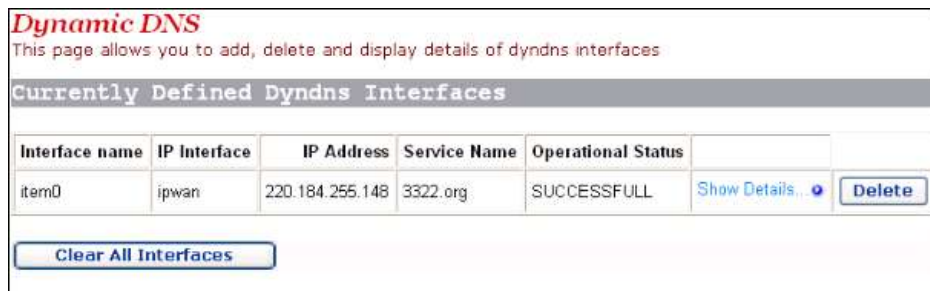 Dynamic DNS
This page allows you to add, delete and display details of dyndns interfaces
Currently Defined Dyndns Interfaces
Interface name IP Interface IP Address Service Name Operational Status
item0 ipwan 220.184.255.148 3322.org SUCCESSFULL Show Details... Delete
Clear All Interfaces